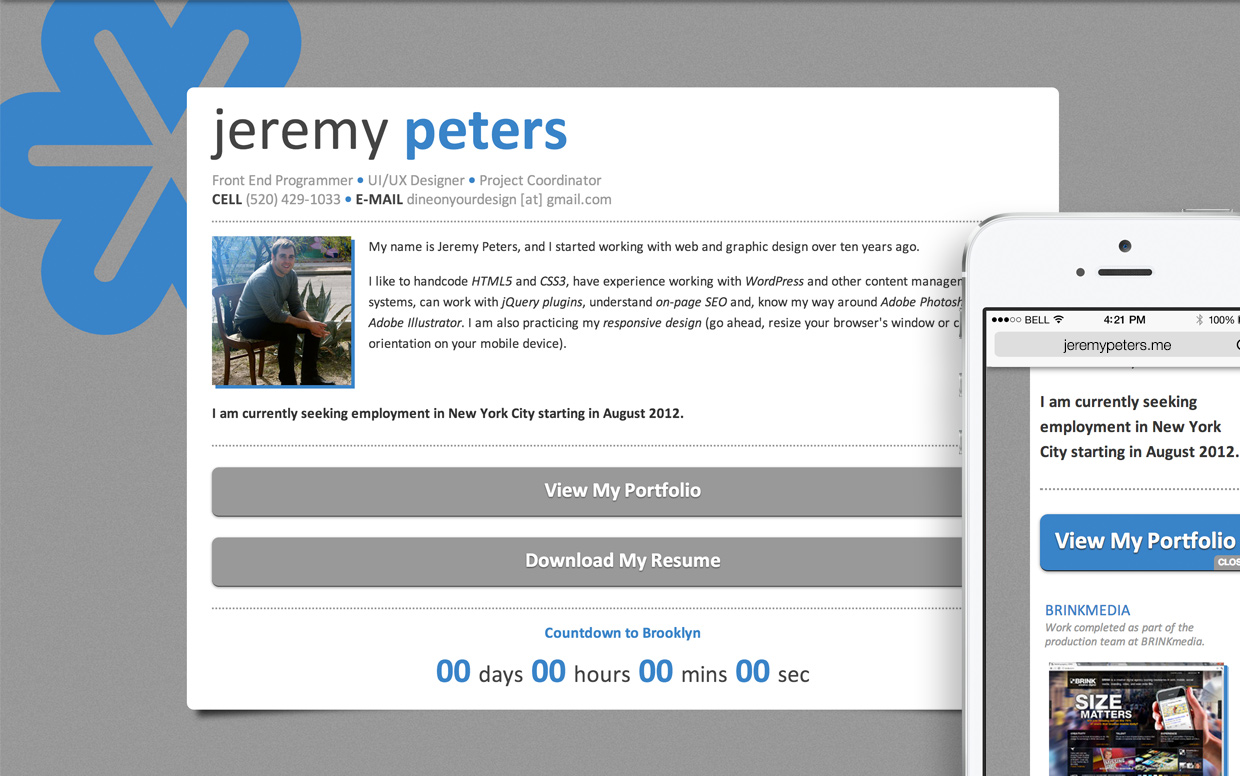 jeremy peters
Front End Programmer • UI/UX Designer • Project Coordinator
CELL (520) 429-1033 • E-MAIL dineonyourdesign [at] gmail.com
My name is Jeremy Peters, and I started working with web and graphic design over ten years ago.
I like to handcode HTML5 and CSS3, have experience working with WordPress and other content manager
systems, can work with jQuery plugins, understand on-page SEO and, know my way around Adobe Photosh
Adobe Illustrator. I am also practicing my responsive design (go ahead, resize your browser's window or c
orientation on your mobile device).
I am currently seeking employment in New York City starting in August 2012.
View My Portfolio
Download My Resume
Countdown to Brooklyn
00 days 00 hours 00 mins 00 sec
BELL 4:21 PM 100%
jeremypeters.me
I am currently seeking
employment in New York
City starting in August 2012.
View My Portfolio
CLOS
BRINKMEDIA
Work completed as part of the
production team at BRINKmedia.
BRINK
SIZE
MATTERS